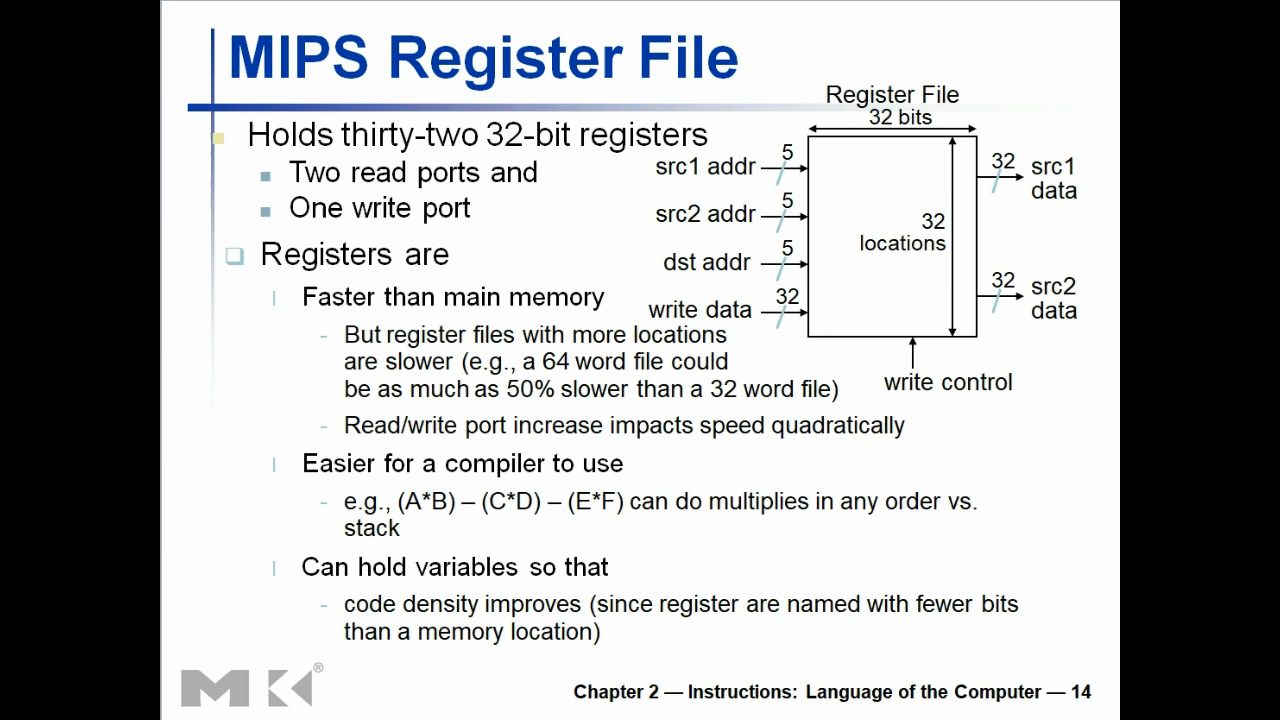 MIPS Register File
Holds thirty-two 32-bit registers
Two read ports and
One write port
Registers are
Faster than main memory
- But register files with more locations
are slower (e.g., a 64 word file could
be as much as 50% slower than a 32 word file)
- Read/write port increase impacts speed quadratically
Easier for a compiler to use
- e.g., (A*B) – (C*D) – (E*F) can do multiplies in any order vs.
stack
Can hold variables so that
- code density improves (since register are named with fewer bits
than a memory location)
Register File
32 bits
src1 addr
5
src2 addr
5
dst addr
5
write data
32
32
locations
32
src1
data
32
src2
data
write control
MK®
Chapter 2 — Instructions: Language of the Computer — 14